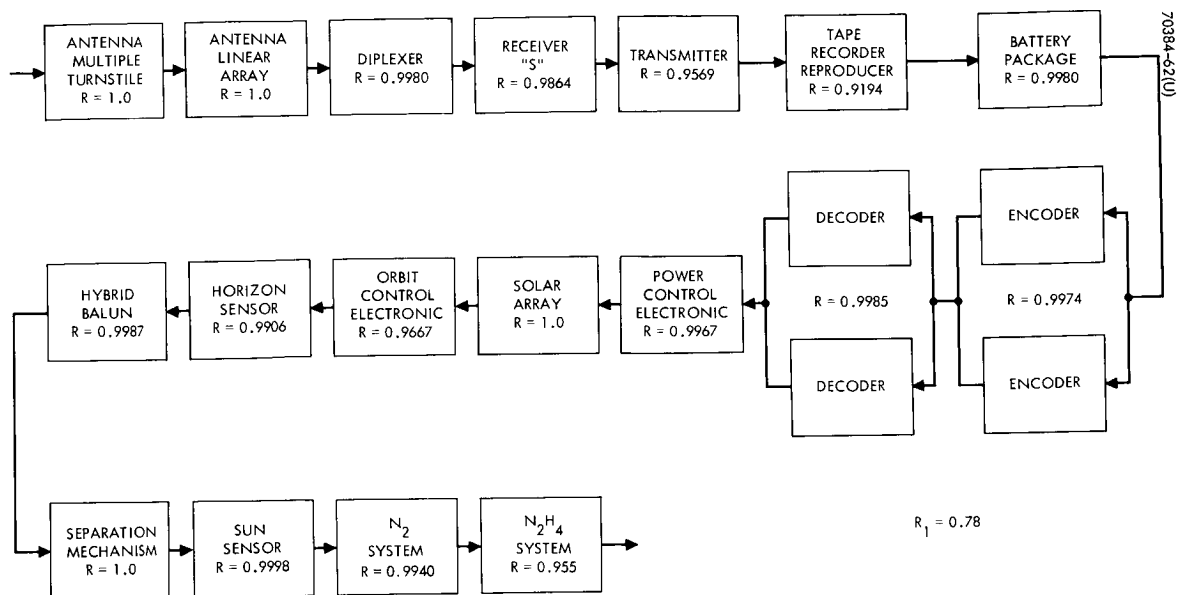 70384-62(U)
ANTENNA
MULTIPLE
TURNSTILE
R = 1.0
ANTENNA
LINEAR
ARRAY
R = 1.0
DIPLEXER
R = 0.9980
RECEIVER
"S"
R = 0.9864
TRANSMITTER
R = 0.9569
TAPE
RECORDER
REPRODUCER
R = 0.9194
BATTERY
PACKAGE
R = 0.9980
ENCODER
R = 0.9974
ENCODER
DECODER
R = 0.9985
DECODER
POWER
CONTROL
ELECTRONIC
R = 0.9967
SOLAR
ARRAY
R = 1.0
ORBIT
CONTROL
ELECTRONIC
R = 0.9667
HORIZON
SENSOR
R = 0.9906
HYBRID
BALUN
R = 0.9987
SEPARATION
MECHANISM
R = 1.0
SUN
SENSOR
R = 0.9998
N2
SYSTEM
R = 0.9940
N2H4
SYSTEM
R = 0.955
R1 = 0.78